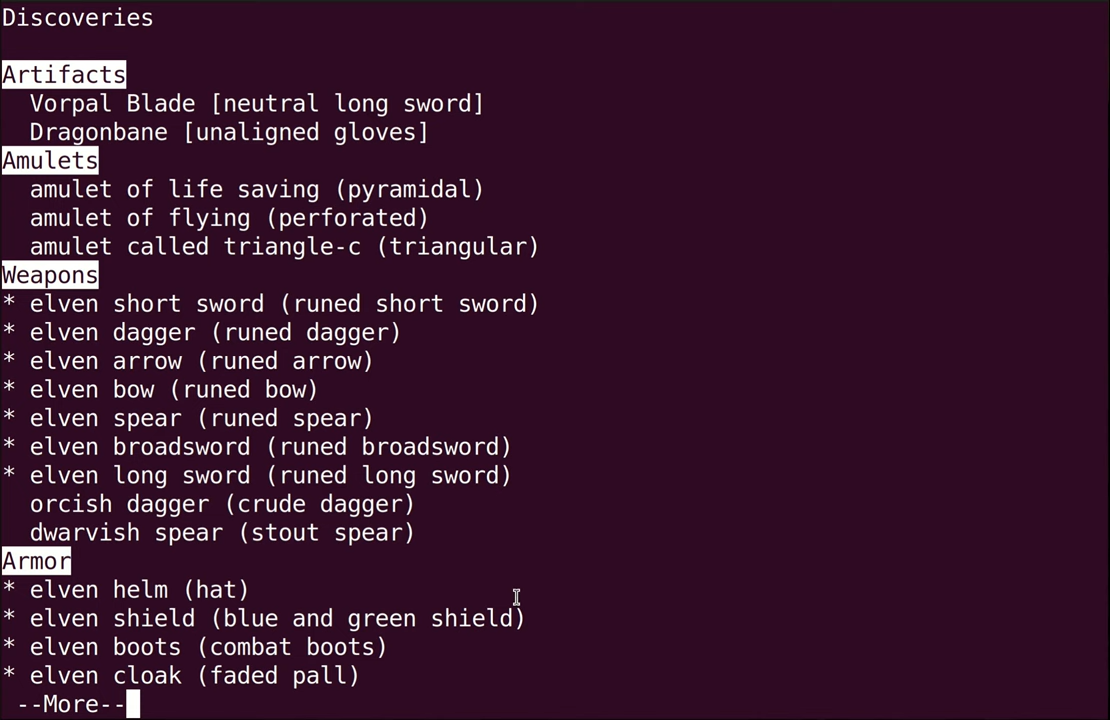 Discoveries
Artifacts
Vorpal Blade [neutral long sword]
Dragonbane [unaligned gloves]
Amulets
amulet of life saving (pyramidal)
amulet of flying (perforated)
amulet called triangle-c (triangular)
Weapons
* elven short sword (runed short sword)
* elven dagger (runed dagger)
* elven arrow (runed arrow)
* elven bow (runed bow)
* elven spear (runed spear)
* elven broadsword (runed broadsword)
* elven long sword (runed long sword)
orcish dagger (crude dagger)
dwarvish spear (stout spear)
Armor
* elven helm (hat)
* elven shield (blue and green shield)
* elven boots (combat boots)
* elven cloak (faded pall)
--More--